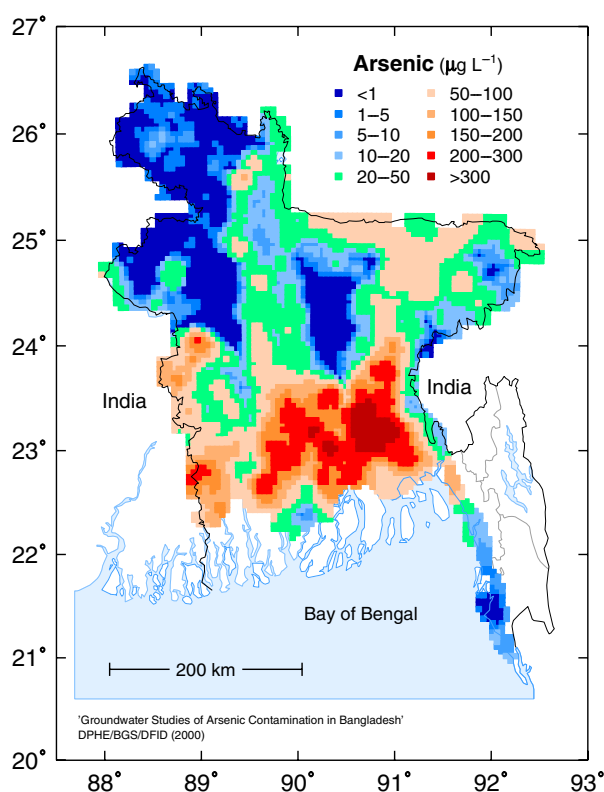 27°
26°
25°
24°
23°
22°
21°
20°
Arsenic (µg L⁻¹)
<1
1–5
5–10
10–20
20–50
50–100
100–150
150–200
200–300
>300
India
India
Bay of Bengal
200 km
'Groundwater Studies of Arsenic Contamination in Bangladesh'
DPHE/BGS/DFID (2000)
88° 89° 90° 91° 92° 93°